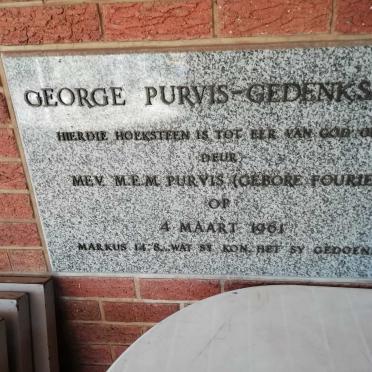 GEORGE PURVIS-GEDENKS
HIERDIE HOEKSTEEN IS TOT EER VAN GOD
DEUR
MEV. M.E.M. PURVIS (GEBORE FOURIE
OP
4 MAART 1961
MARKUS 14:8. WAT SY KON, HET SY GEDOEN